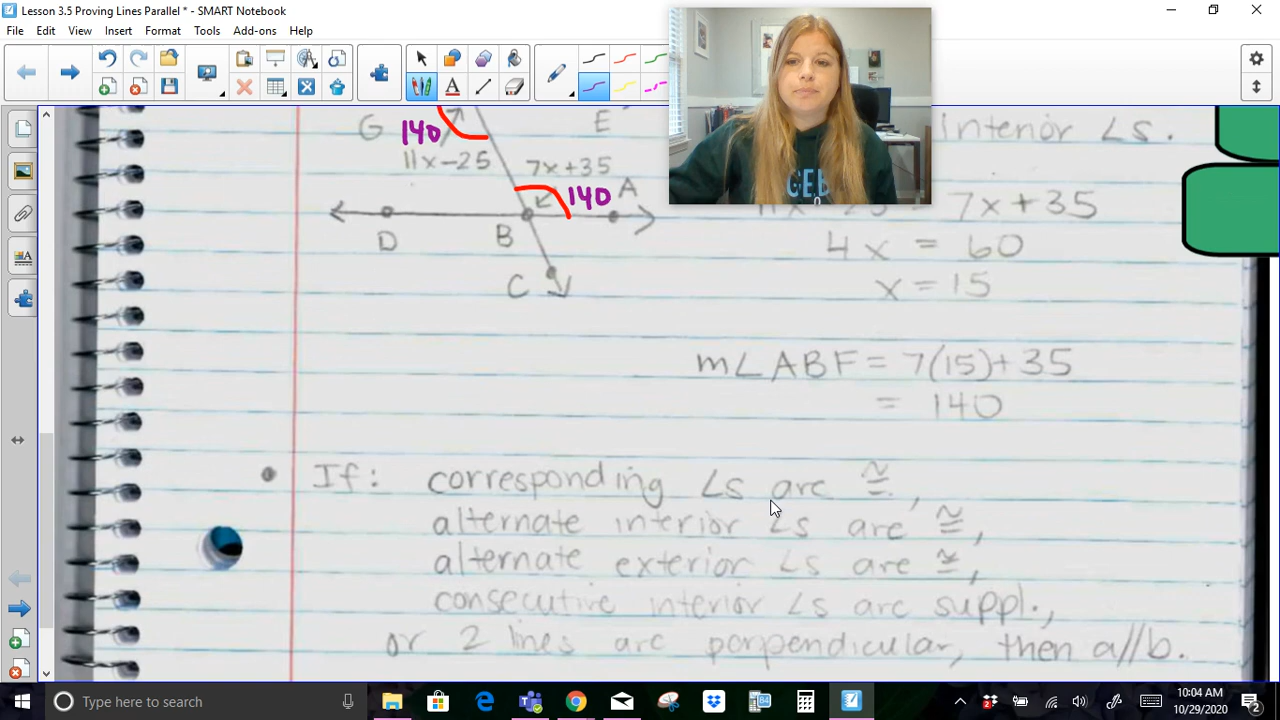 Lesson 3.5 Proving Lines Parallel * - SMART Notebook
File Edit View Insert Format Tools Add-ons Help
G 140 E
11x-25 7x+35
140 A
D B
C
interior ∠s.
7x+35
4x = 60
x = 15
m∠ABF = 7(15)+35
= 140
• If: corresponding ∠s are ≅,
alternate interior ∠s are ≅,
alternate exterior ∠s are ≅,
consecutive interior ∠s are suppl.,
or 2 lines are perpendicular, then a//b.
Type here to search
10:04 AM
10/29/2020
2